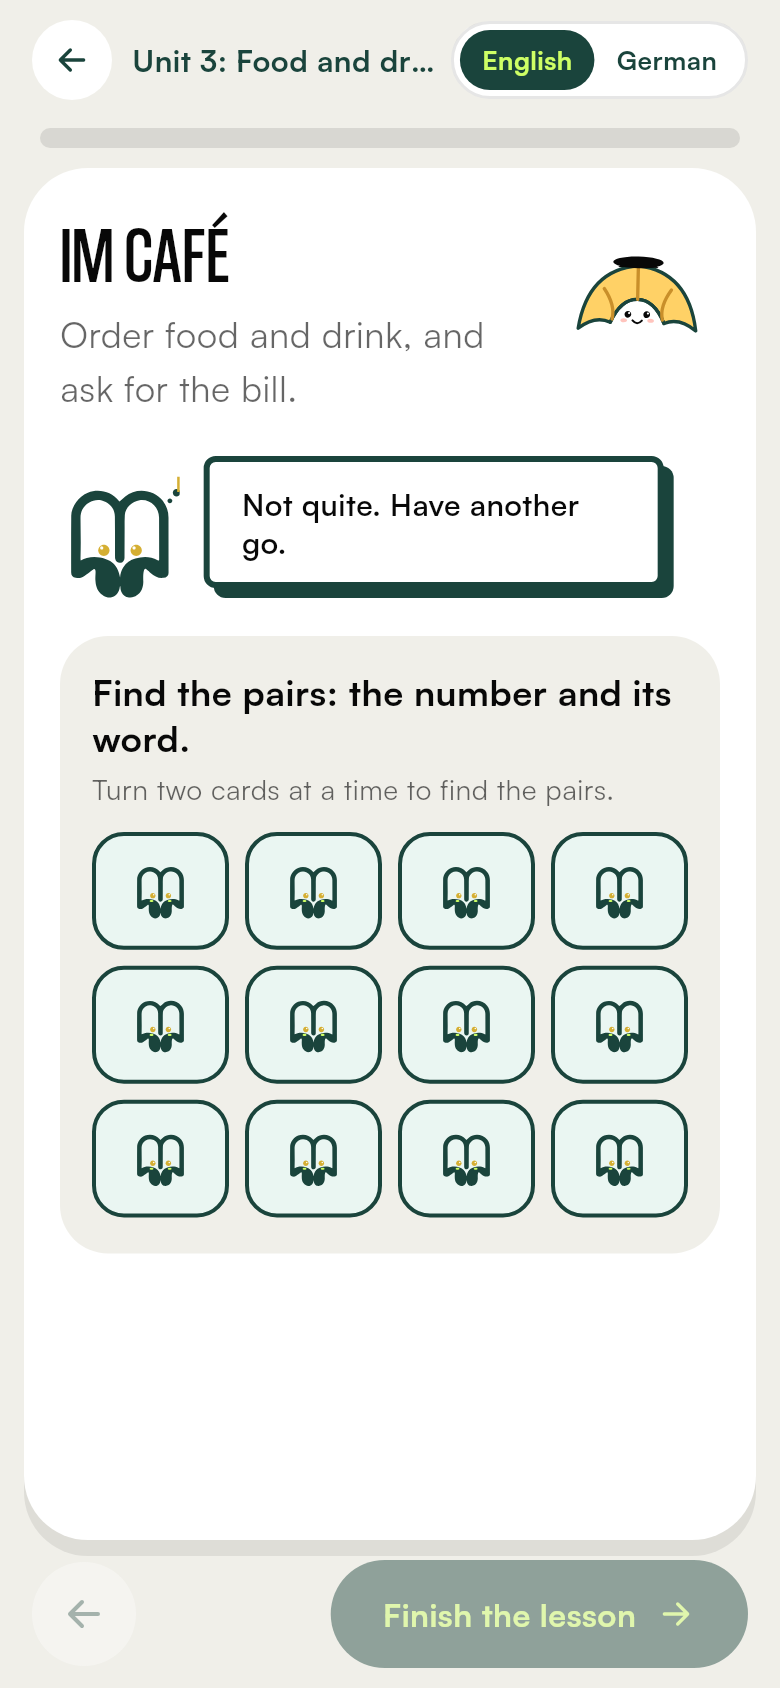 Unit 3: Food and dr...
English
German
IM CAFÉ
Order food and drink, and
ask for the bill.
Not quite. Have another
go.
Find the pairs: the number and its
word.
Turn two cards at a time to find the pairs.
Finish the lesson